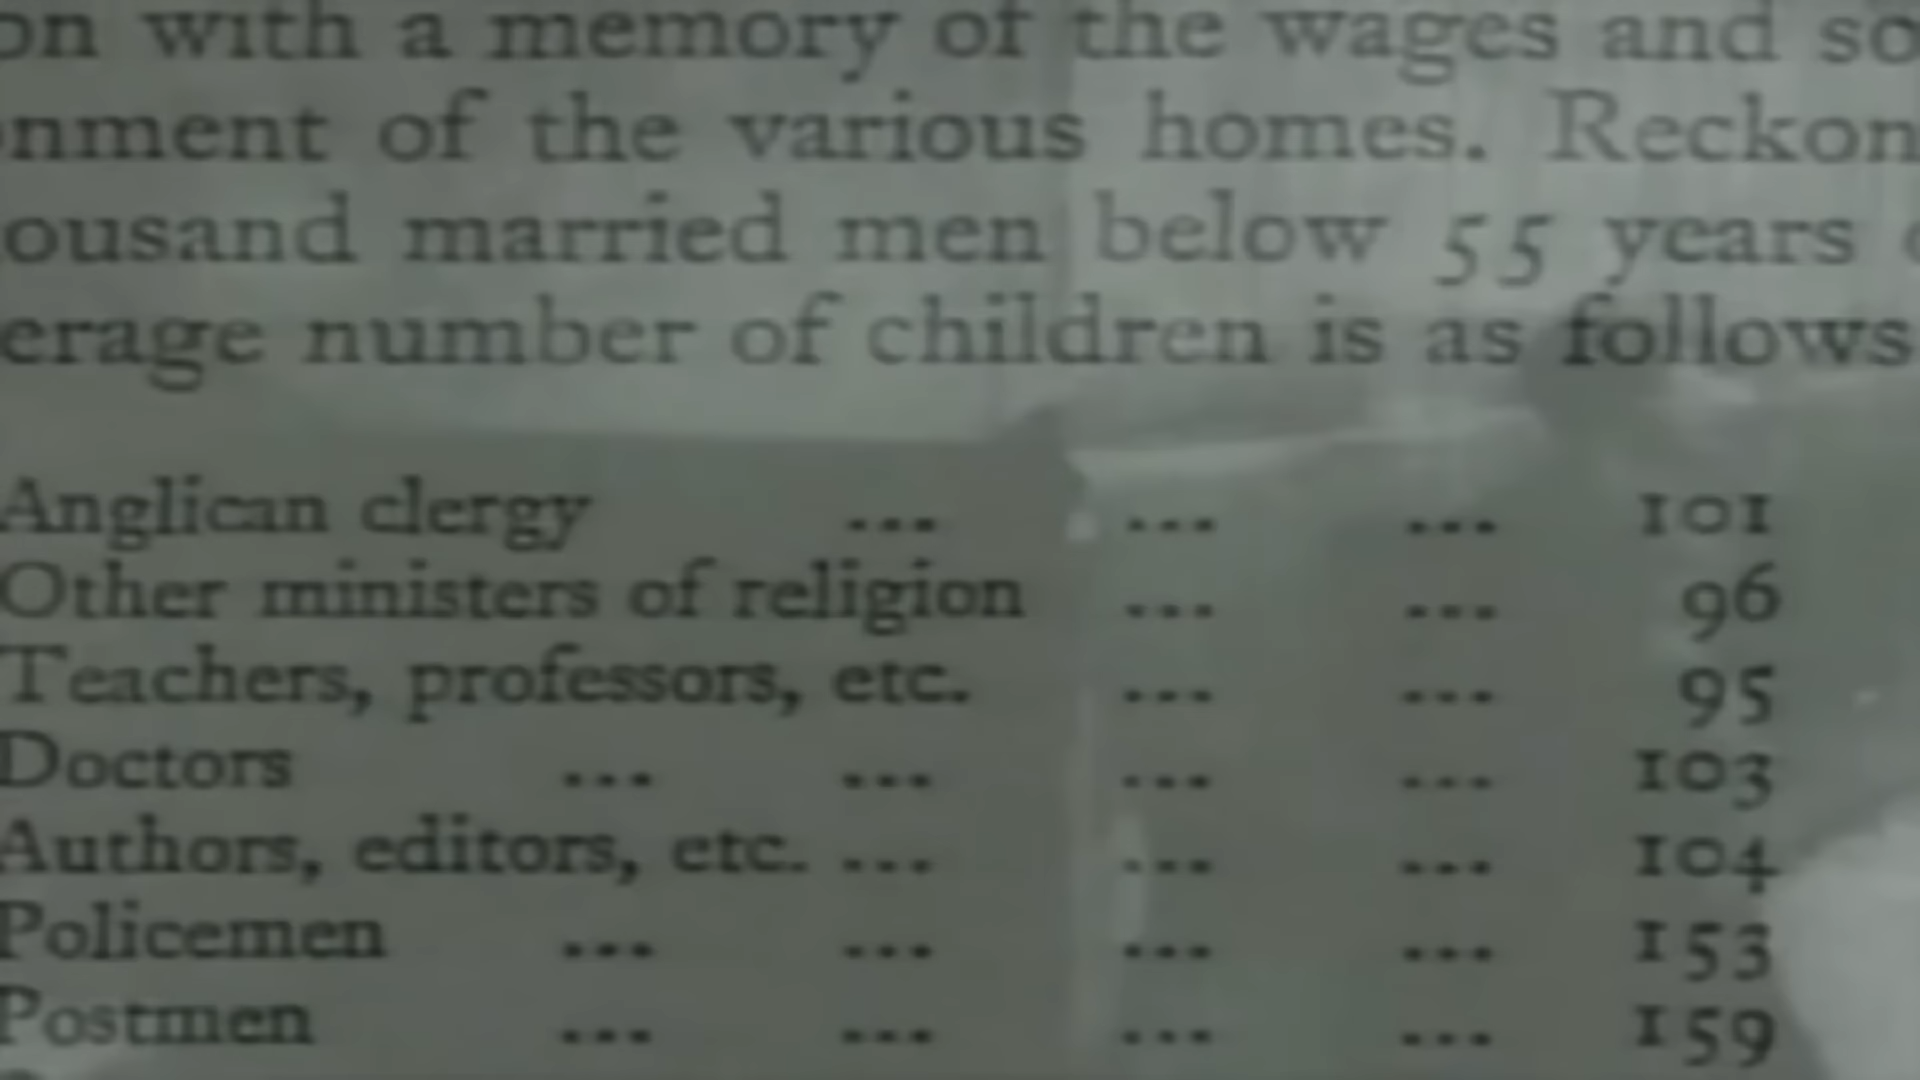 on with a memory of the wages and so
onment of the various homes. Reckon
ousand married men below 55 years
erage number of children is as follows
Anglican clergy ... ... ... 101
Other ministers of religion ... ... 96
Teachers, professors, etc. ... ... 95
Doctors ... ... ... ... 103
Authors, editors, etc. ... ... ... 104
Policemen ... ... ... ... 153
Postmen ... ... ... ... 159